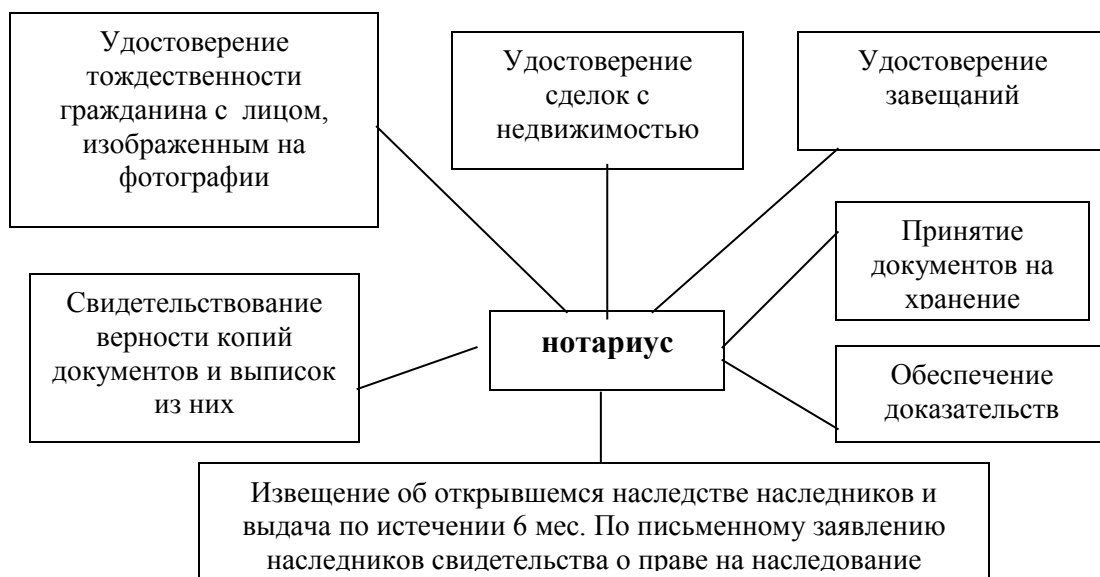 Удостоверение
тождественности
гражданина с лицом,
изображенным на
фотографии
Удостоверение
сделок с
недвижимостью
Удостоверение
завещаний
Принятие
документов на
хранение
Свидетельствование
верности копий
документов и выписок
из них
нотариус
Обеспечение
доказательств
Извещение об открывшемся наследстве наследников и
выдача по истечении 6 мес. По письменному заявлению
наследников свидетельства о праве на наследование